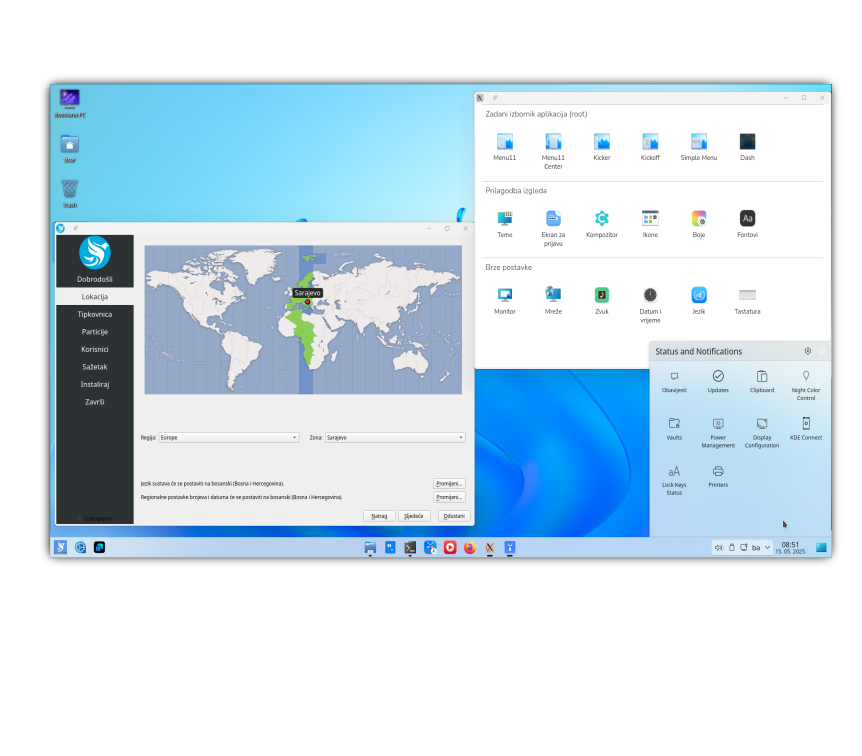 Bosniana PC
User
Trash
Dobrodošli
Lokacija
Tipkovnica
Particije
Korisnici
Sažetak
Instaliraj
Završi
Sarajevo
Regija: Europe
Zona: Sarajevo
Jezik sustava će se postaviti na bosanski (Bosna i Hercegovina).
Promijeni...
Regionalne postavke brojeva i datuma će se postaviti na bosanski (Bosna i Hercegovina).
Promijeni...
Natrag
Sljedeće
Odustani
Zadani izbornik aplikacija (root)
Menu11
Menu11 Center
Kicker
Kickoff
Simple Menu
Dash
Prilagodba izgleda
Teme
Ekran za prijavu
Kompozitor
Ikone
Boje
Aa
Fontovi
Brze postavke
Monitor
Mreže
Zvuk
Datum i vrijeme
Jezik
Tastatura
Status and Notifications
Obavijesti
Updates
Clipboard
Night Color Control
Vaults
Power Management
Display Configuration
KDE Connect
Lock Keys Status
Printers
ba
08:51
15. 05. 2025.